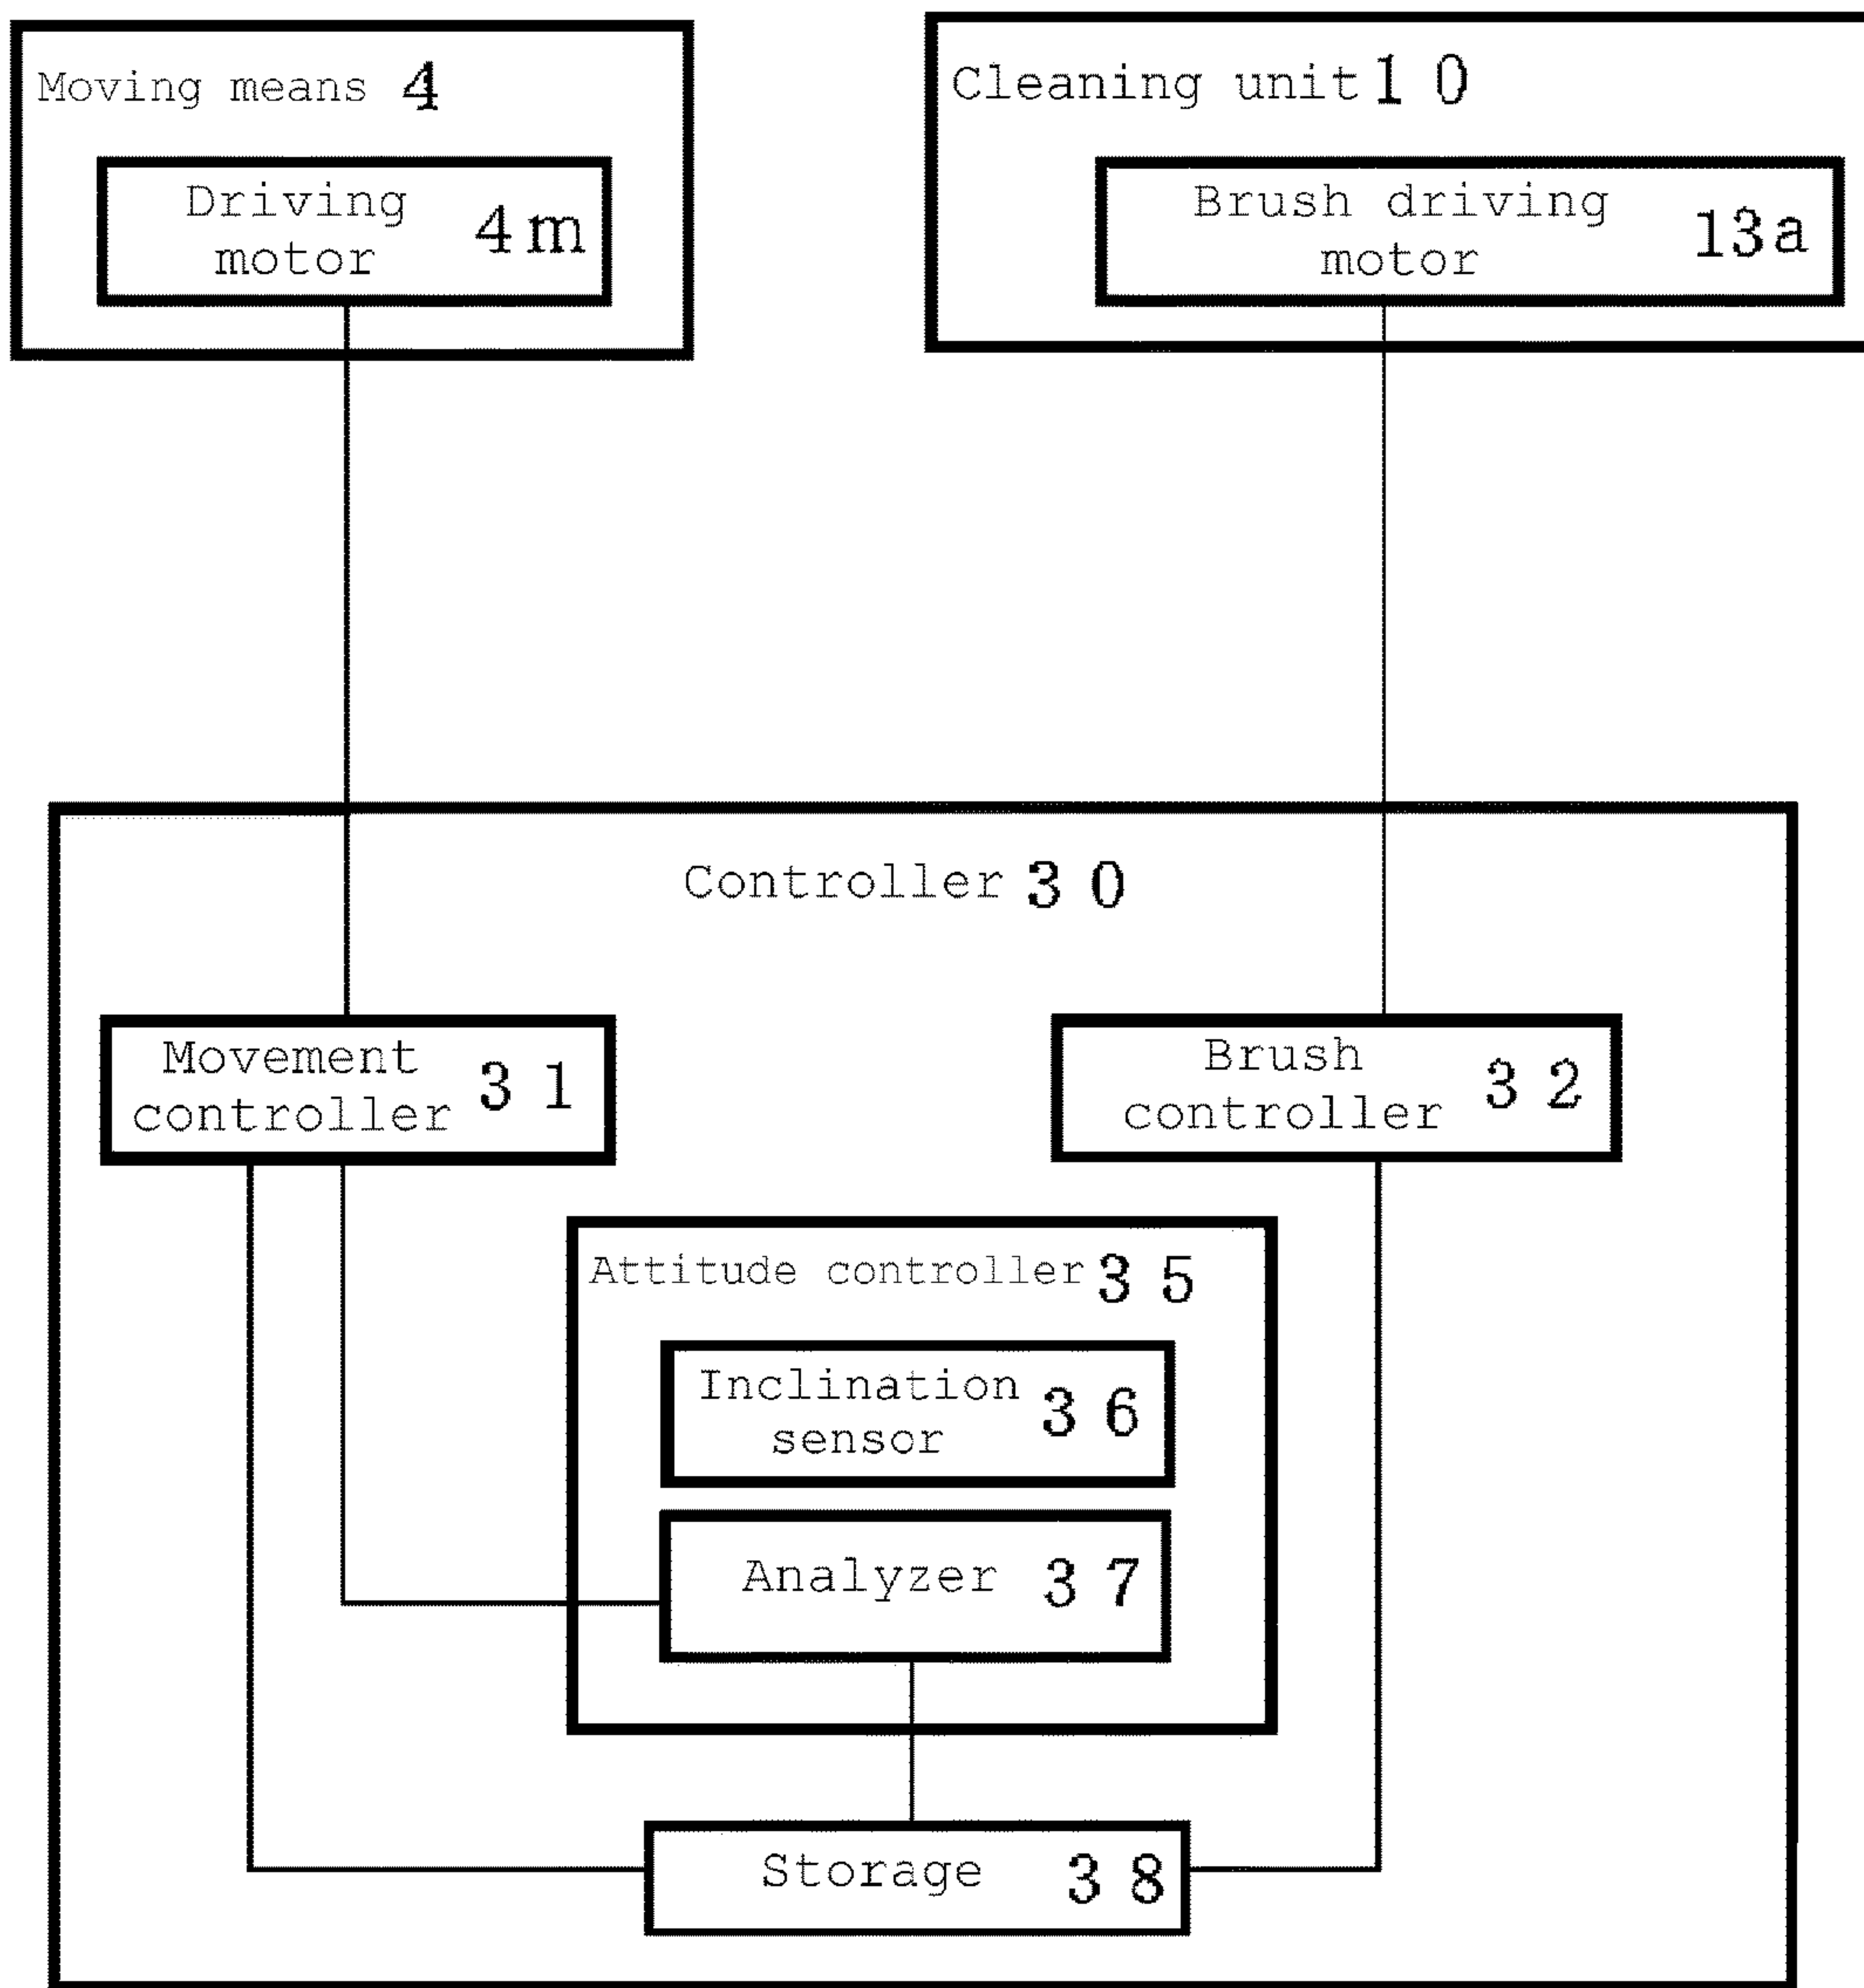 Moving means 4
Driving
motor 4m
Cleaning unit 10
Brush driving
motor 13a
Controller 30
Movement
controller 31
Brush
controller 32
Attitude controller 35
Inclination
sensor 36
Analyzer 37
Storage 38